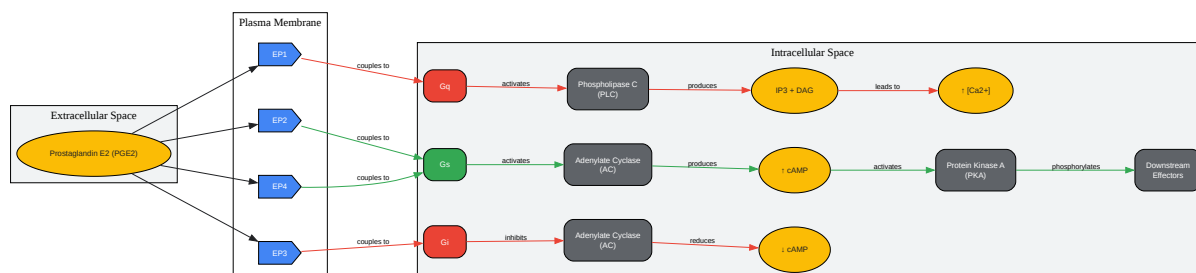 Plasma Membrane
Extracellular Space
Intracellular Space
Prostaglandin E2 (PGE2)
EP1
couples to
Gq
activates
Phospholipase C
(PLC)
produces
IP3 + DAG
leads to
↑ [Ca2+]
EP2
couples to
EP4
couples to
Gs
activates
Adenylate Cyclase
(AC)
produces
↑ cAMP
activates
Protein Kinase A
(PKA)
phosphorylates
Downstream
Effectors
EP3
couples to
Gi
inhibits
Adenylate Cyclase
(AC)
reduces
↓ cAMP